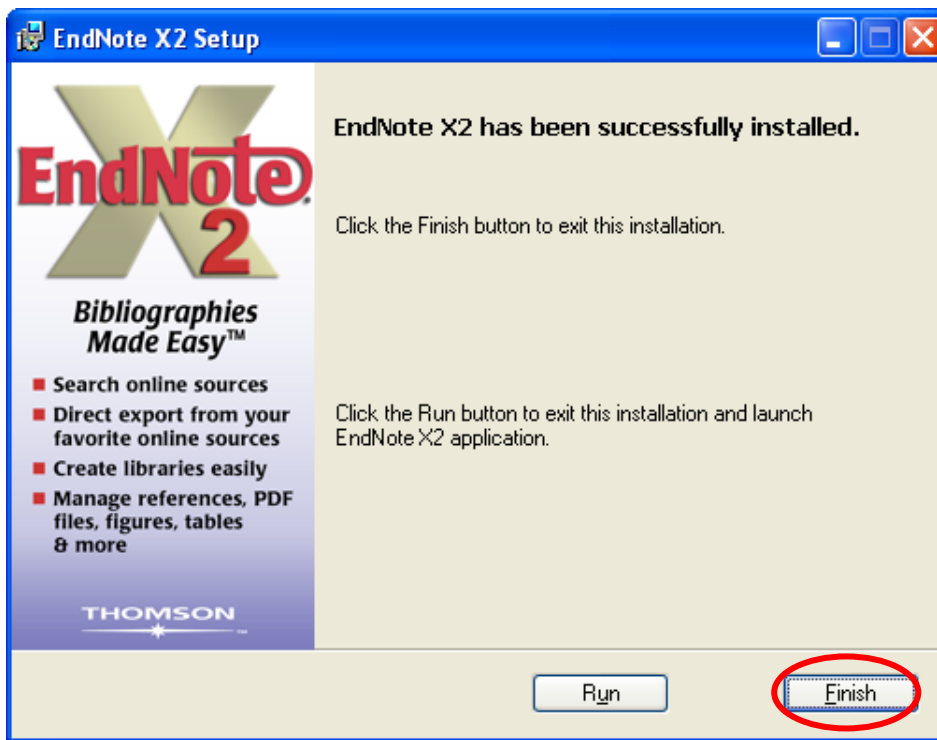 EndNote X2 Setup
EndNote
X
2
Bibliographies
Made Easy™
Search online sources
Direct export from your
favorite online sources
Create libraries easily
Manage references, PDF
files, figures, tables
& more
THOMSON
EndNote X2 has been successfully installed.
Click the Finish button to exit this installation.
Click the Run button to exit this installation and launch
EndNote X2 application.
Run
Finish